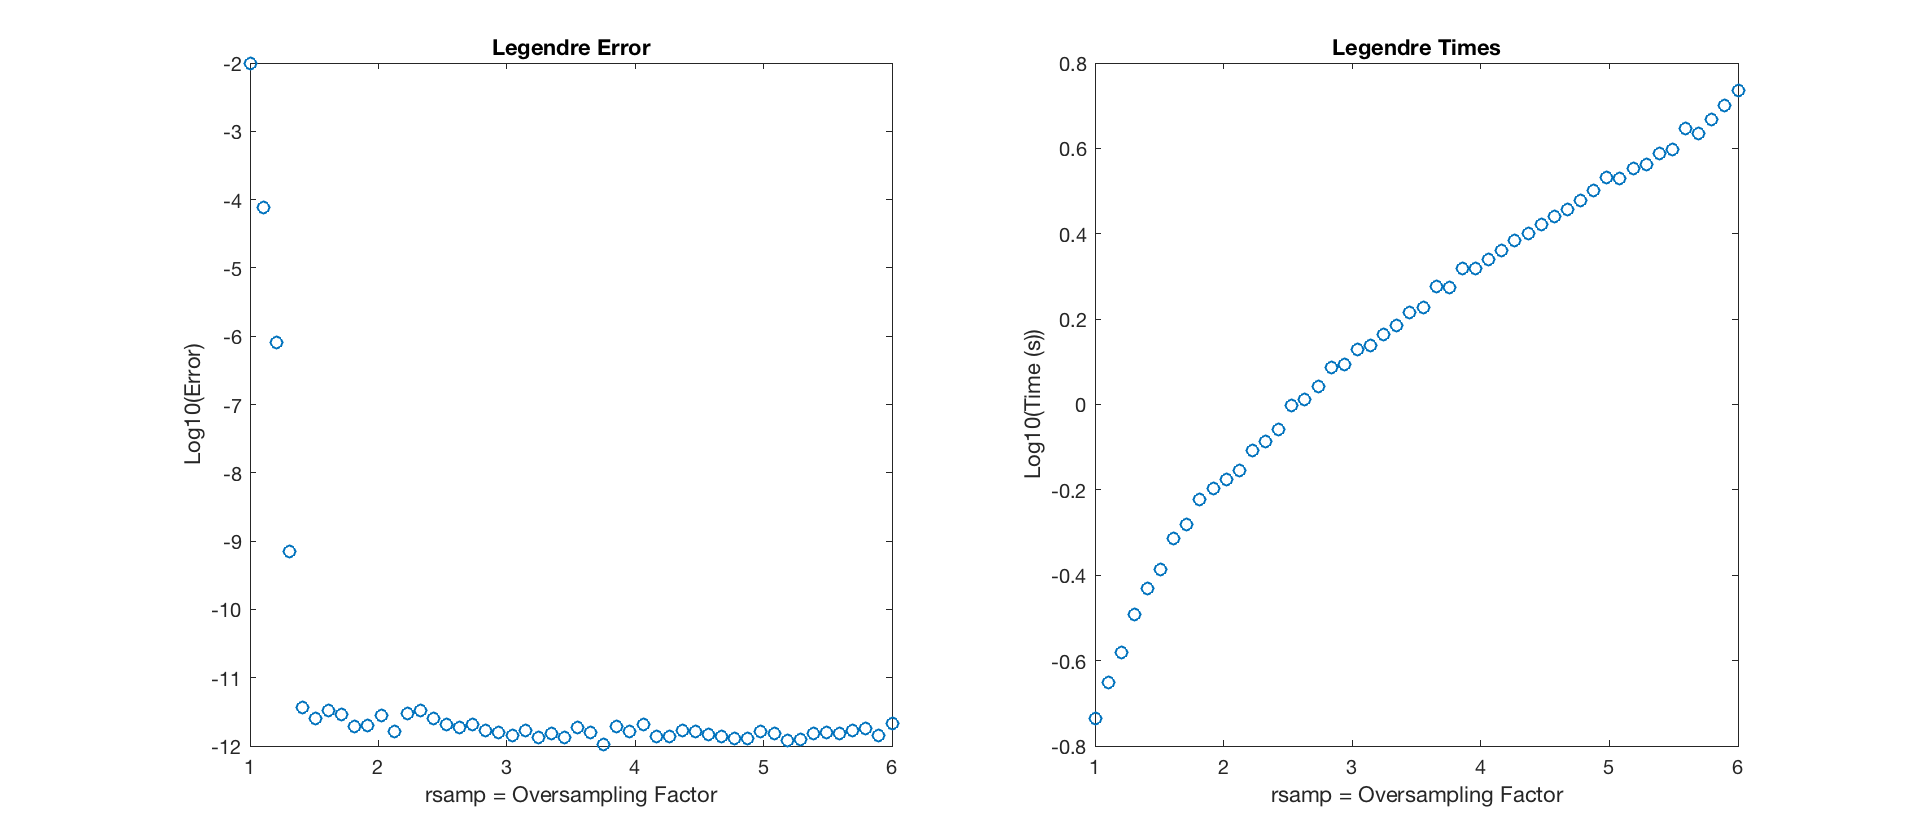 Legendre Error
-2
-3
-4
-5
-6
-7
-8
-9
-10
-11
-12
Log10(Error)
1 2 3 4 5 6
rsamp = Oversampling Factor
Legendre Times
0.8
0.6
0.4
0.2
0
-0.2
-0.4
-0.6
-0.8
Log10(Time (s))
1 2 3 4 5 6
rsamp = Oversampling Factor